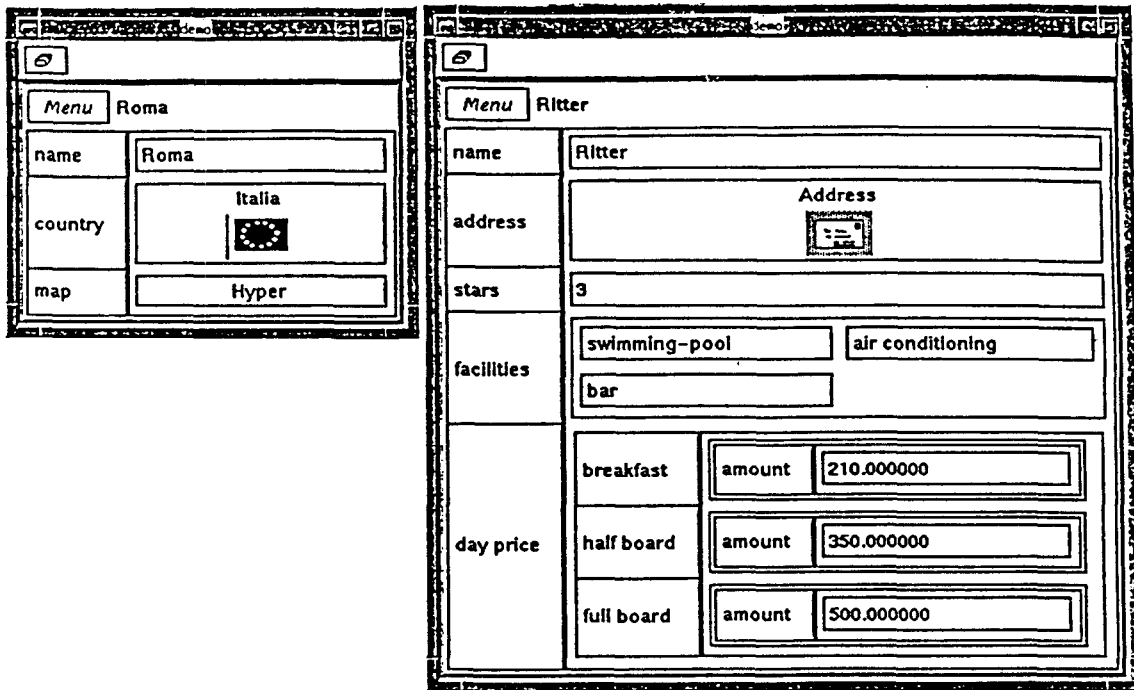 demo
Menu Roma
name Roma
country Italia
map Hyper
demo
Menu Ritter
name Ritter
address Address
stars 3
facilities swimming-pool air conditioning
bar
day price
breakfast amount 210.000000
half board amount 350.000000
full board amount 500.000000